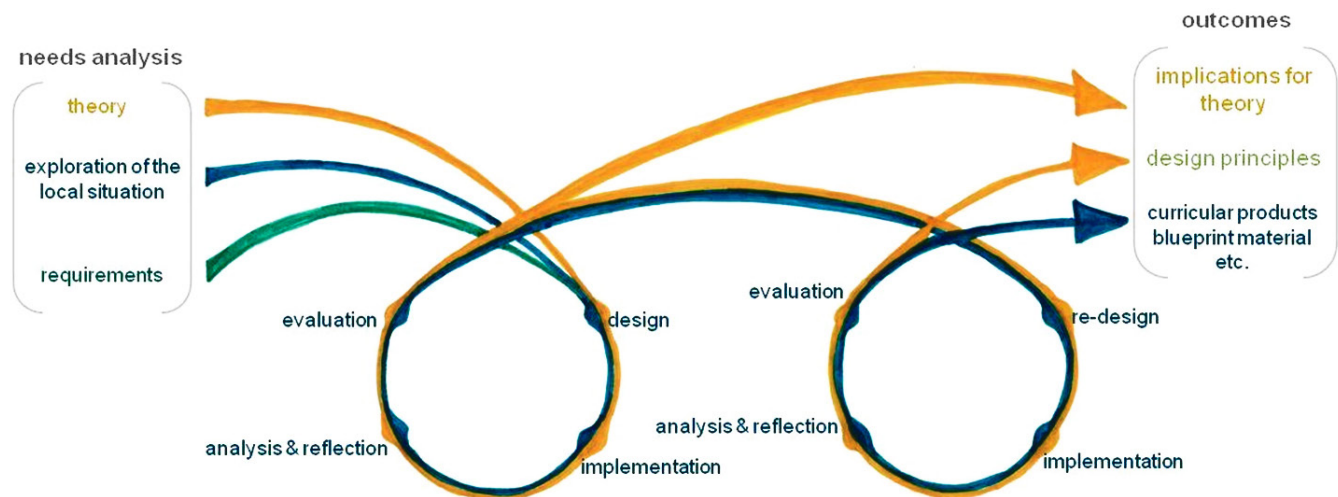 needs analysis
theory
exploration of the
local situation
requirements
evaluation
design
analysis & reflection
implementation
evaluation
re-design
analysis & reflection
implementation
outcomes
implications for
theory
design principles
curricular products
blueprint material
etc.